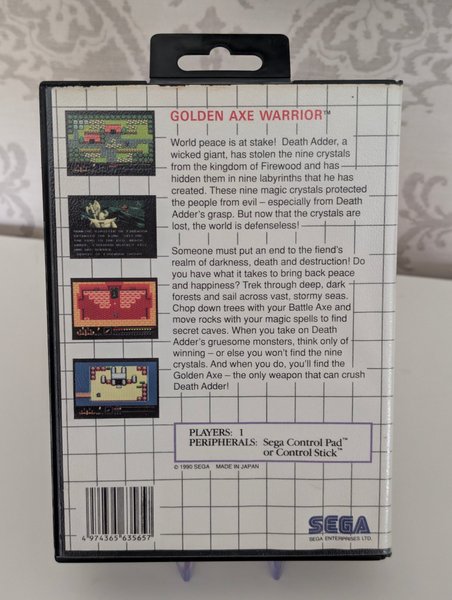 GOLDEN AXE WARRIOR™
World peace is at stake! Death Adder, a
wicked giant, has stolen the nine crystals
from the kingdom of Firewood and has
hidden them in nine labyrinths that he has
created. These nine magic crystals protected
the people from evil – especially from Death
Adder's grasp. But now that the crystals are
lost, the world is defenseless!
Someone must put an end to the fiend's
realm of darkness, death and destruction! Do
you have what it takes to bring back peace
and happiness? Trek through deep, dark
forests and sail across vast, stormy seas.
Chop down trees with your Battle Axe and
move rocks with your magic spells to find
secret caves. When you take on Death
Adder's gruesome monsters, think only of
winning – or else you won't find the nine
crystals. And when you do, you'll find the
Golden Axe – the only weapon that can crush
Death Adder!
PLAYERS: 1
PERIPHERALS: Sega Control Pad™
or Control Stick™
© 1990 SEGA MADE IN JAPAN
4 974365 635657
SEGA
SEGA ENTERPRISES LTD.